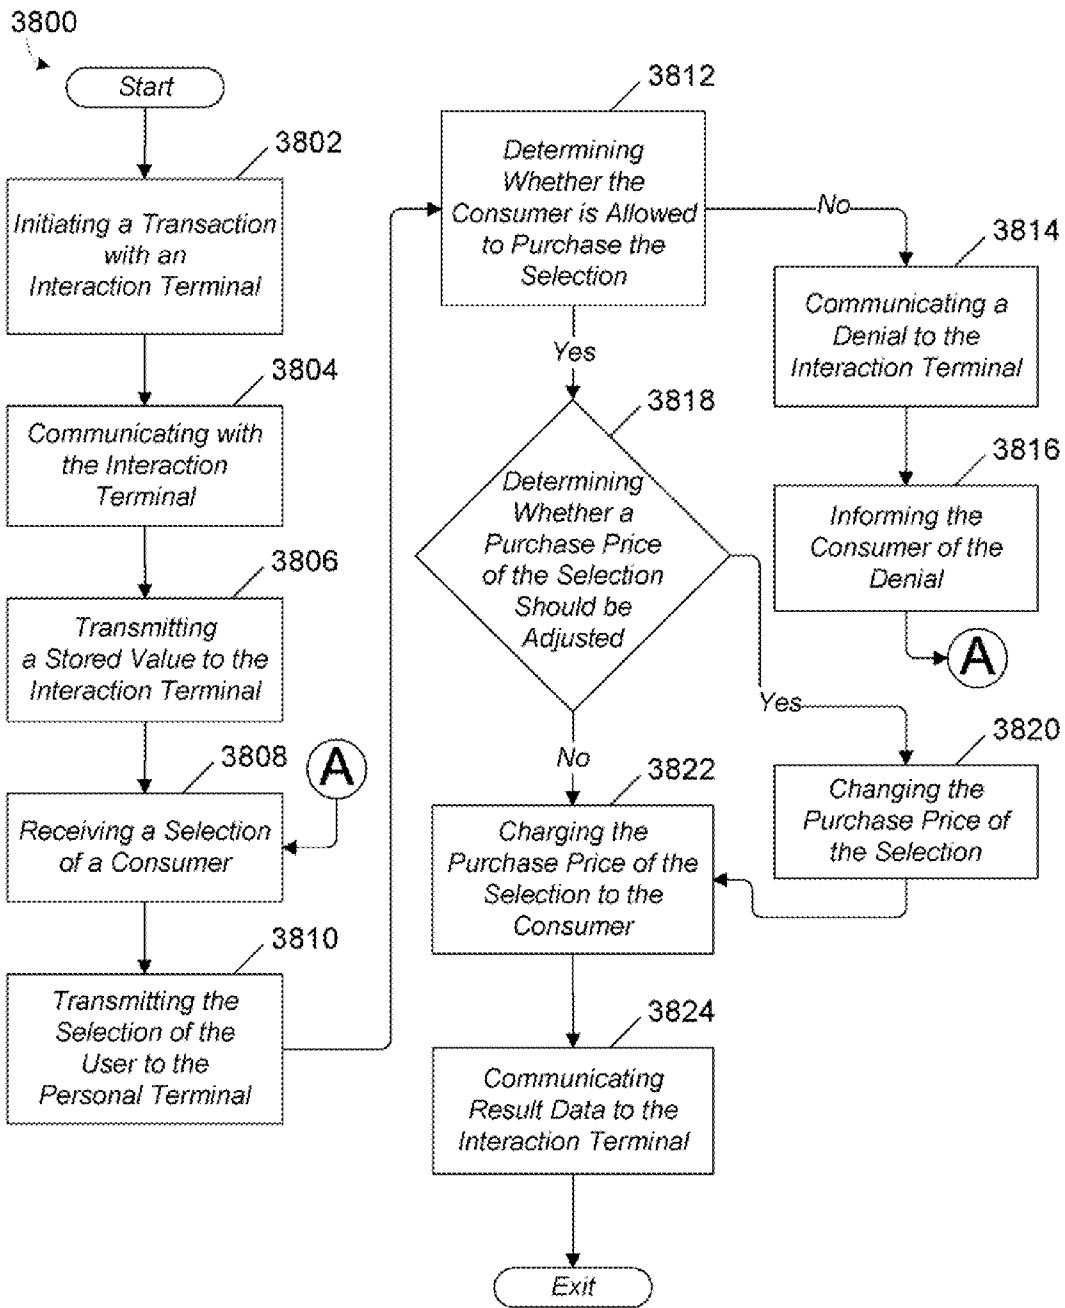 3800
Start
3802
Initiating a Transaction
with an
Interaction Terminal
3804
Communicating with
the Interaction
Terminal
3806
Transmitting
a Stored Value to the
Interaction Terminal
3808
A
Receiving a Selection
of a Consumer
3810
Transmitting the
Selection of the
User to the
Personal Terminal
3812
Determining
Whether the
Consumer is Allowed
to Purchase the
Selection
No
3814
Communicating a
Denial to the
Interaction Terminal
3816
Informing the
Consumer of the
Denial
A
Yes
3818
Determining
Whether a
Purchase Price
of the Selection
Should be
Adjusted
Yes
3820
Changing the
Purchase Price of
the Selection
No
3822
Charging the
Purchase Price of the
Selection to the
Consumer
3824
Communicating
Result Data to the
Interaction Terminal
Exit